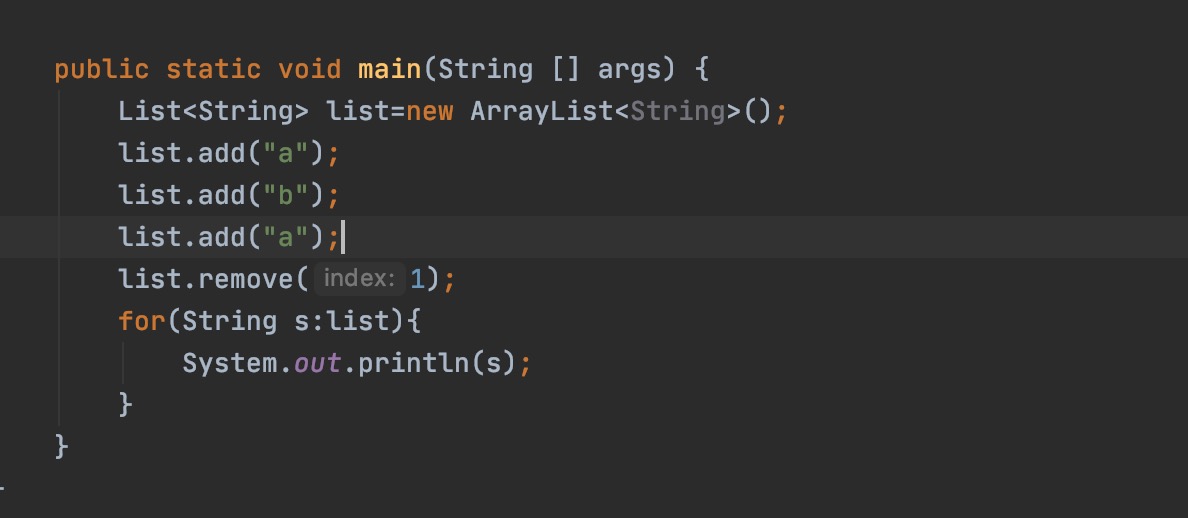 public static void main(String [] args) {
List<String> list=new ArrayList<String>();
list.add("a");
list.add("b");
list.add("a");
list.remove( index: 1);
for(String s:list){
System.out.println(s);
}
}